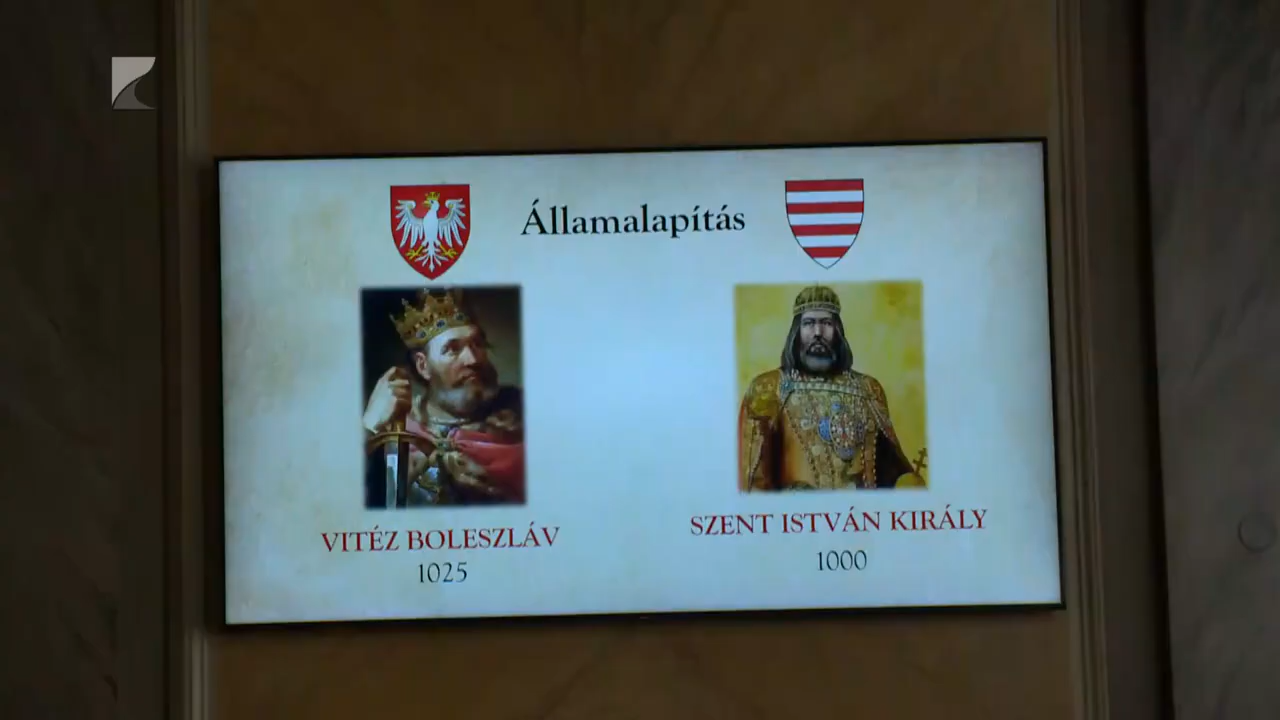 Államalapítás
VITÉZ BOLESZLÁV
1025
SZENT ISTVÁN KIRÁLY
1000